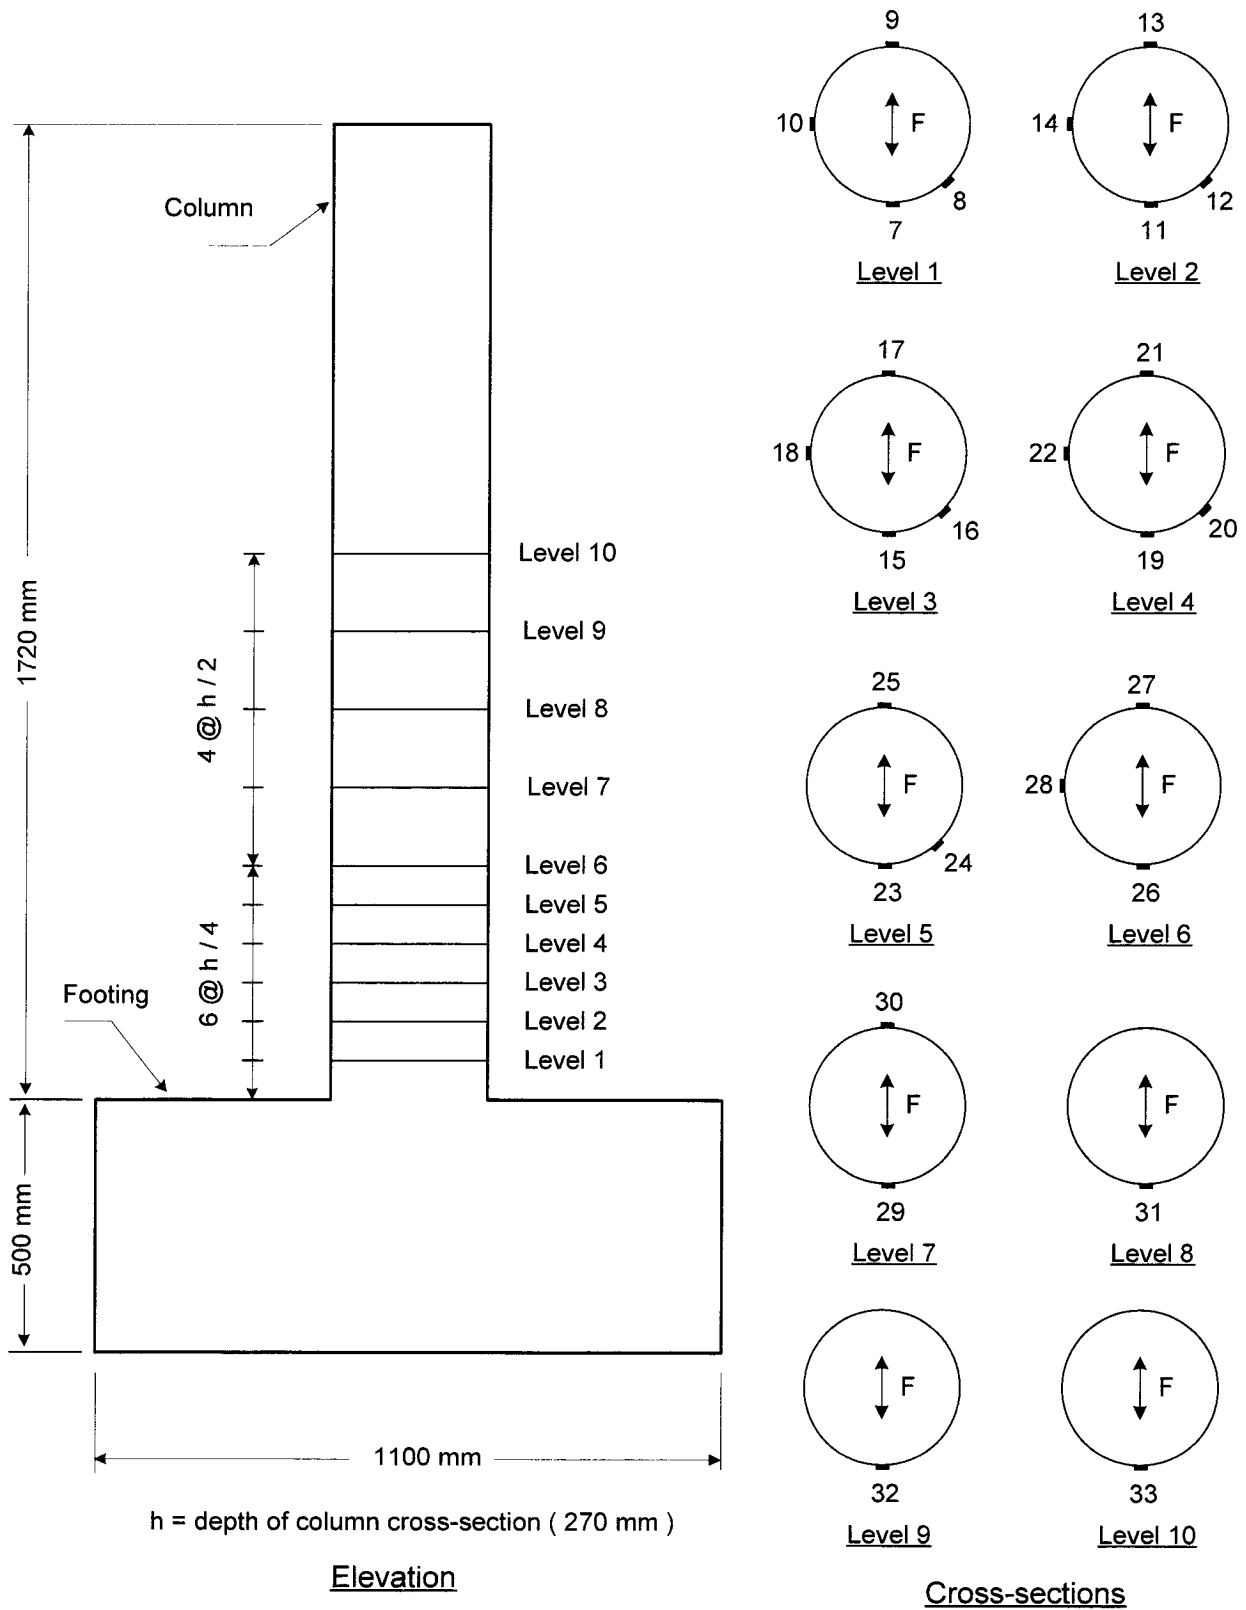 Column
1720 mm
Level 10
Level 9
4 @ h / 2
Level 8
Level 7
Level 6
Level 5
Level 4
6 @ h / 4
Level 3
Footing
Level 2
Level 1
500 mm
1100 mm
h = depth of column cross-section ( 270 mm )
Elevation
9
10
F
8
7
Level 1
13
14
F
12
11
Level 2
17
18
F
16
15
Level 3
21
22
F
20
19
Level 4
25
F
24
23
Level 5
27
28
F
26
Level 6
30
F
29
Level 7
F
31
Level 8
F
32
Level 9
F
33
Level 10
Cross-sections